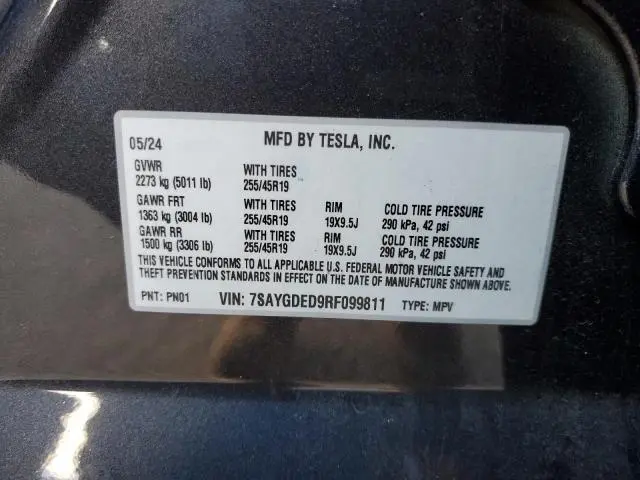 05/24 MFD BY TESLA, INC.
GVWR WITH TIRES
2273 kg (5011 lb) 255/45R19
GAWR FRT WITH TIRES RIM COLD TIRE PRESSURE
1363 kg (3004 lb) 255/45R19 19X9.5J 290 kPa, 42 psi
GAWR RR WITH TIRES RIM COLD TIRE PRESSURE
1500 kg (3306 lb) 255/45R19 19X9.5J 290 kPa, 42 psi
THIS VEHICLE CONFORMS TO ALL APPLICABLE U.S. FEDERAL MOTOR VEHICLE SAFETY AND
THEFT PREVENTION STANDARDS IN EFFECT ON THE DATE OF MANUFACTURE SHOWN ABOVE.
PNT: PN01 VIN: 7SAYGDED9RF099811 TYPE: MPV